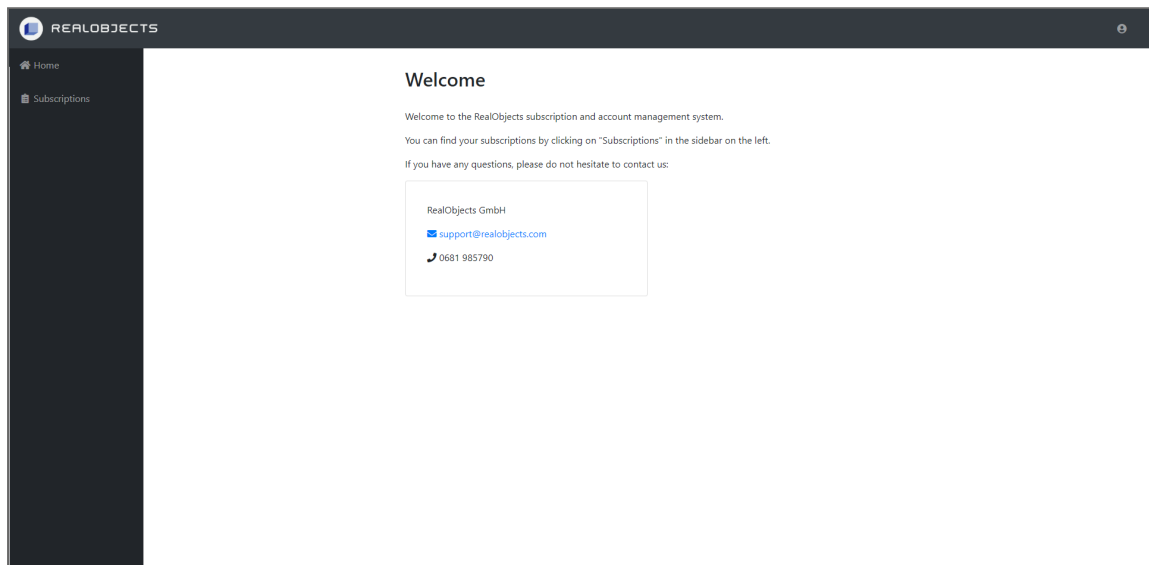 REALOBJECTS
Home
Subscriptions
Welcome
Welcome to the RealObjects subscription and account management system.
You can find your subscriptions by clicking on "Subscriptions" in the sidebar on the left.
If you have any questions, please do not hesitate to contact us:
RealObjects GmbH
support@realobjects.com
0681 985790